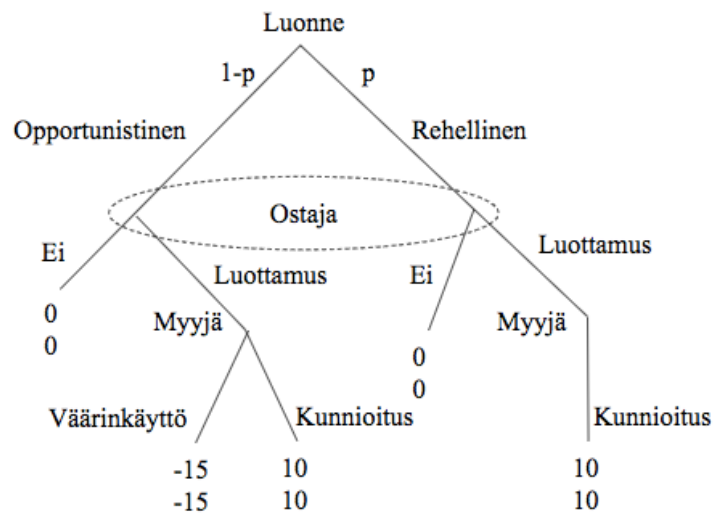 Luonne
1-p p
Opportunistinen Rehellinen
Ostaja
Ei Luottamus Ei Luottamus
0
0
Myyjä Myyjä
0
0
Väärinkäyttö Kunnioitus Kunnioitus
-15 10 10
-15 10 10